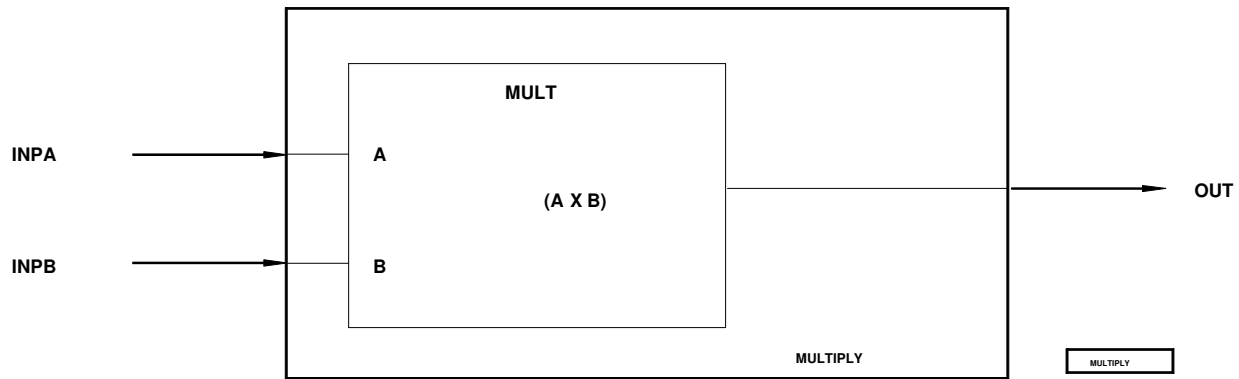 MULT
INPA
A
(A X B)
OUT
INPB
B
MULTIPLY
MULTIPLY